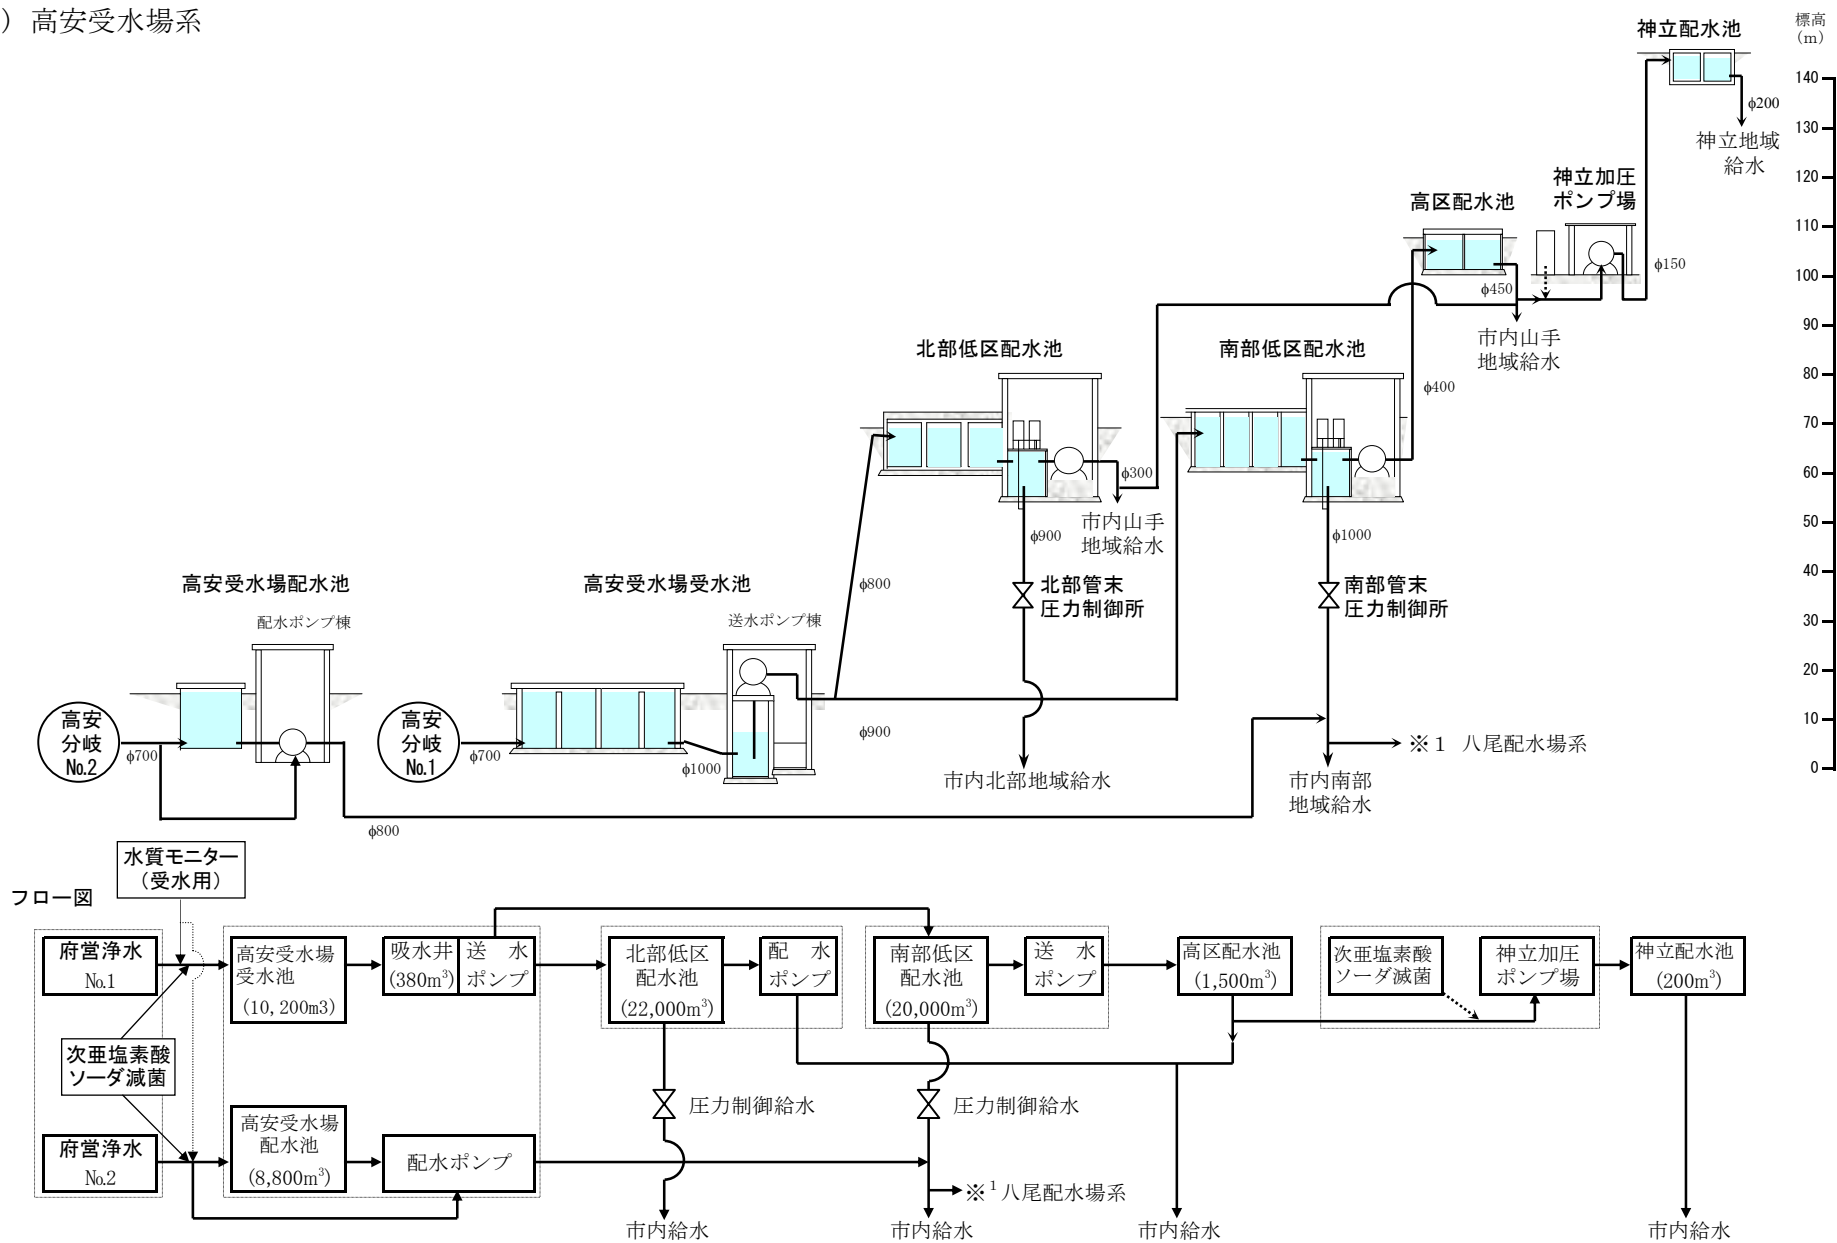 ）高安受水場系
標高
（m）
神立配水池
140
φ200
130
神立地域
給水
120
神立加圧
ポンプ場
高区配水池
110
φ150
100
φ450
90
市内山手
地域給水
北部低区配水池
南部低区配水池
80
φ400
70
60
φ300
50
市内山手
地域給水
φ900
φ1000
40
高安受水場配水池
高安受水場受水池
φ800
北部管末
圧力制御所
南部管末
圧力制御所
30
配水ポンプ棟
送水ポンプ棟
20
高安
分岐
№2
φ700
高安
分岐
№1
φ700
φ1000
φ900
10
※１ 八尾配水場系
0
市内北部地域給水
市内南部
地域給水
φ800
水質モニター
（受水用）
フロー図
府営浄水
№1
高安受水場
受水池
(10,200m3)
吸水井
(380m³)
送 水
ポンプ
北部低区
配水池
(22,000m³)
配 水
ポンプ
南部低区
配水池
(20,000m³)
送 水
ポンプ
高区配水池
(1,500m³)
次亜塩素酸
ソーダ滅菌
神立加圧
ポンプ場
神立配水池
(200m³)
次亜塩素酸
ソーダ滅菌
圧力制御給水
圧力制御給水
府営浄水
№2
高安受水場
配水池
(8,800m³)
配水ポンプ
※¹八尾配水場系
市内給水
市内給水
市内給水
市内給水